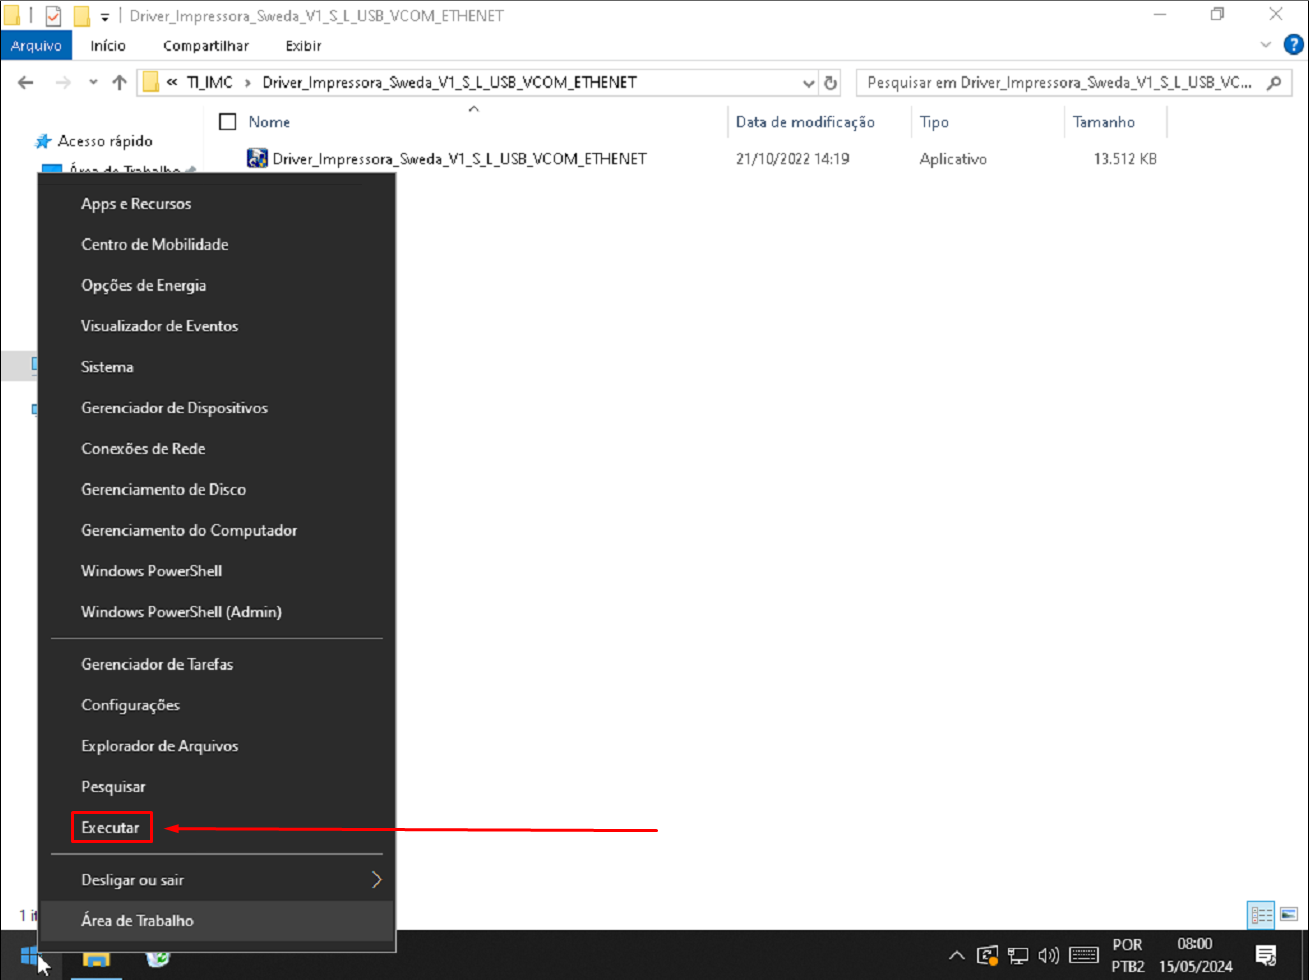 Driver_Impressora_Sweda_V1_S_L_USB_VCOM_ETHENET
Arquivo Início Compartilhar Exibir
« TI_IMC › Driver_Impressora_Sweda_V1_S_L_USB_VCOM_ETHENET Pesquisar em Driver_Impressora_Sweda_V1_S_L_USB_VC...
Nome Data de modificação Tipo Tamanho
Acesso rápido
Driver_Impressora_Sweda_V1_S_L_USB_VCOM_ETHENET 21/10/2022 14:19 Aplicativo 13.512 KB
Área de Trabalho
Apps e Recursos
Centro de Mobilidade
Opções de Energia
Visualizador de Eventos
Sistema
Gerenciador de Dispositivos
Conexões de Rede
Gerenciamento de Disco
Gerenciamento do Computador
Windows PowerShell
Windows PowerShell (Admin)
Gerenciador de Tarefas
Configurações
Explorador de Arquivos
Pesquisar
Executar
Desligar ou sair
1
Área de Trabalho
POR 08:00
PTB2 15/05/2024